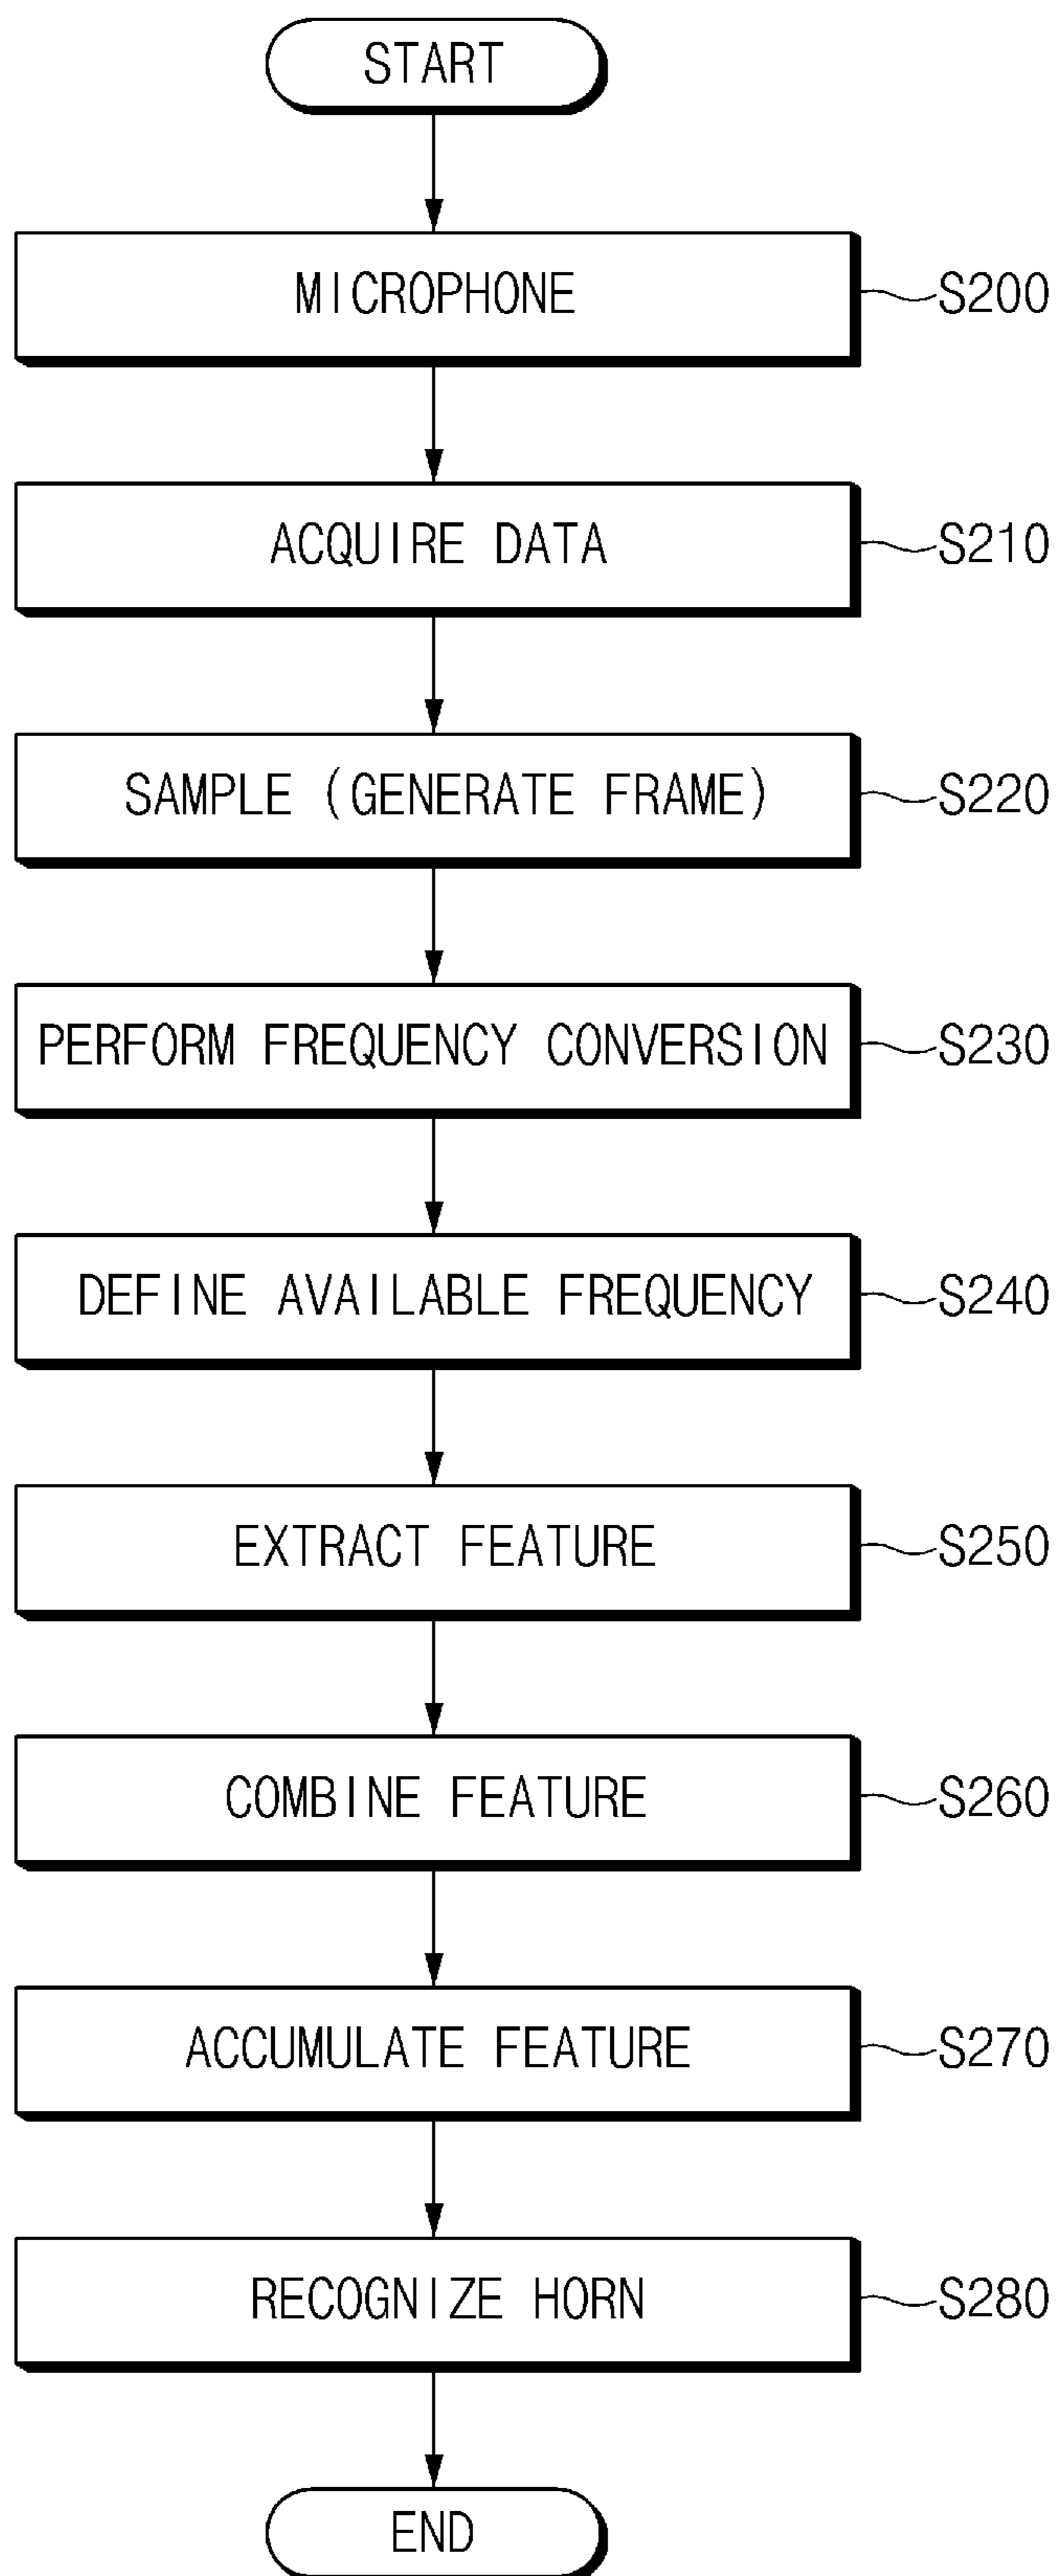 START
MICROPHONE
S200
ACQUIRE DATA
S210
SAMPLE (GENERATE FRAME)
S220
PERFORM FREQUENCY CONVERSION
S230
DEFINE AVAILABLE FREQUENCY
S240
EXTRACT FEATURE
S250
COMBINE FEATURE
S260
ACCUMULATE FEATURE
S270
RECOGNIZE HORN
S280
END